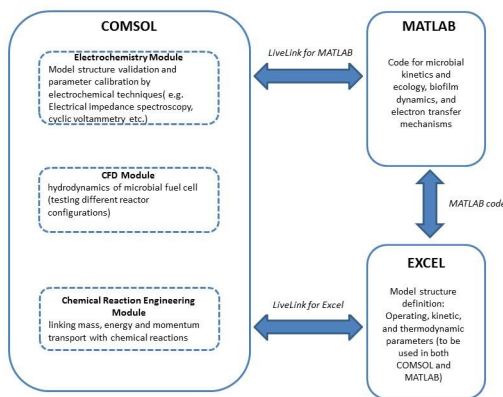 COMSOL
Electrochemistry Module
Model structure validation and
parameter calibration by
electrochemical techniques( e.g.
Electrical impedance spectroscopy,
cyclic voltammetry etc.)
CFD Module
hydrodynamics of microbial fuel cell
(testing different reactor
configurations)
Chemical Reaction Engineering
Module
linking mass, energy and momentum
transport with chemical reactions
LiveLink for MATLAB
LiveLink for Excel
MATLAB
Code for microbial
kinetics and
ecology, biofilm
dynamics, and
electron transfer
mechanisms
MATLAB code
EXCEL
Model structure
definition:
Operating, kinetic,
and thermodynamic
parameters (to be
used in both
COMSOL and
MATLAB)